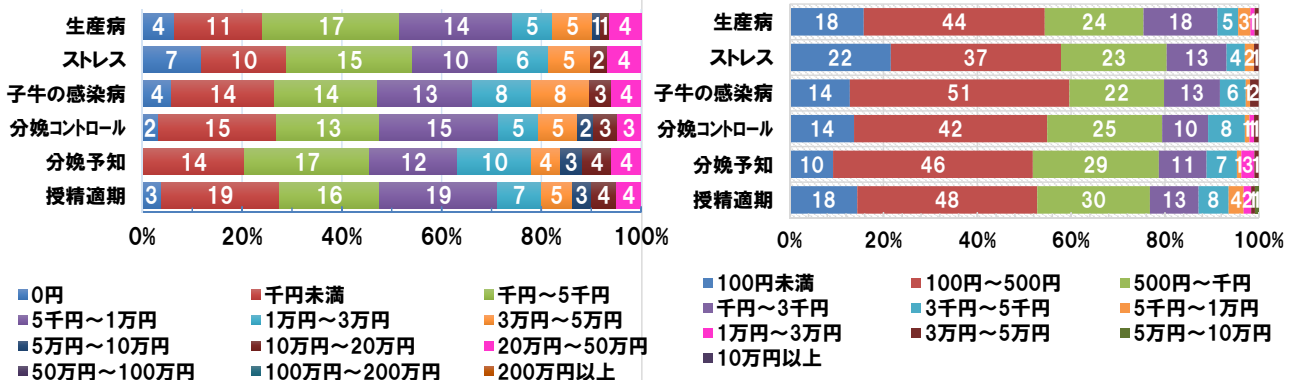 生産病 4 11 17 14 5 5 1 1 4
ストレス 7 10 15 10 6 5 2 4
子牛の感染病 4 14 14 13 8 8 3 4
分娩コントロール 2 15 13 15 5 5 2 3 3
分娩予知 14 17 12 10 4 3 4 4
授精適期 3 19 16 19 7 5 3 4 4
0% 20% 40% 60% 80% 100%
■0円 ■千円未満 ■千円～5千円
■5千円～1万円 ■1万円～3万円 ■3万円～5万円
■5万円～10万円 ■10万円～20万円 ■20万円～50万円
■50万円～100万円 ■100万円～200万円 ■200万円以上
生産病 18 44 24 18 5 3 1 1
ストレス 22 37 23 13 4 2 1
子牛の感染病 14 51 22 13 6 2
分娩コントロール 14 42 25 10 8 1 1 1
分娩予知 10 46 29 11 7 1 3 1
授精適期 18 48 30 13 8 4 2 1
0% 20% 40% 60% 80% 100%
■100円未満 ■100円～500円 ■500円～千円
■千円～3千円 ■3千円～5千円 ■5千円～1万円
■1万円～3万円 ■3万円～5万円 ■5万円～10万円
■10万円以上